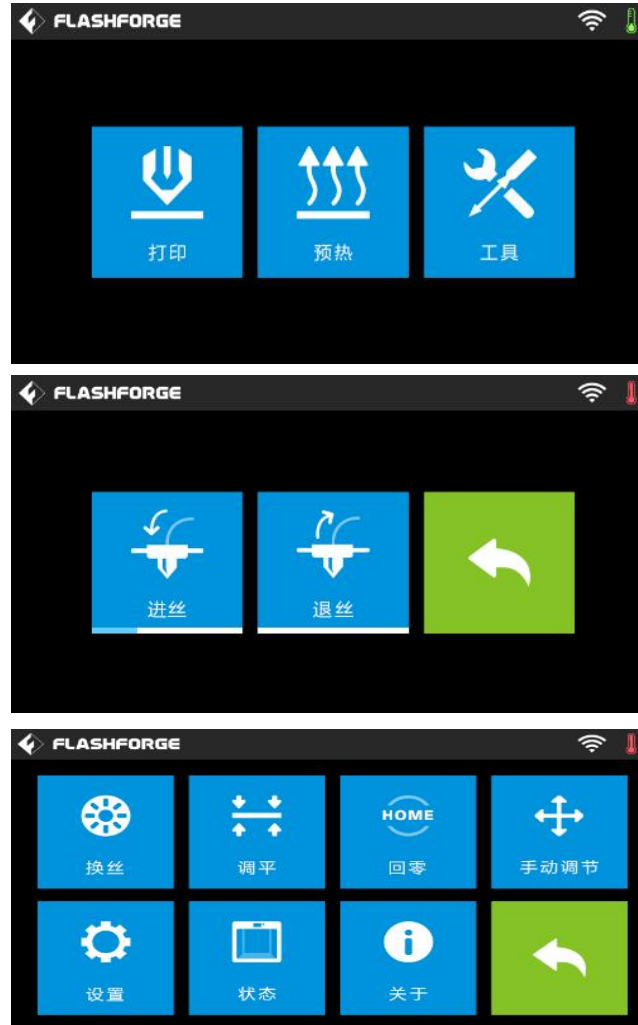 FLASHFORGE
打印 预热 工具
FLASHFORGE
进丝 退丝
FLASHFORGE
HOME
换丝 调平 回零 手动调节
设置 状态 关于